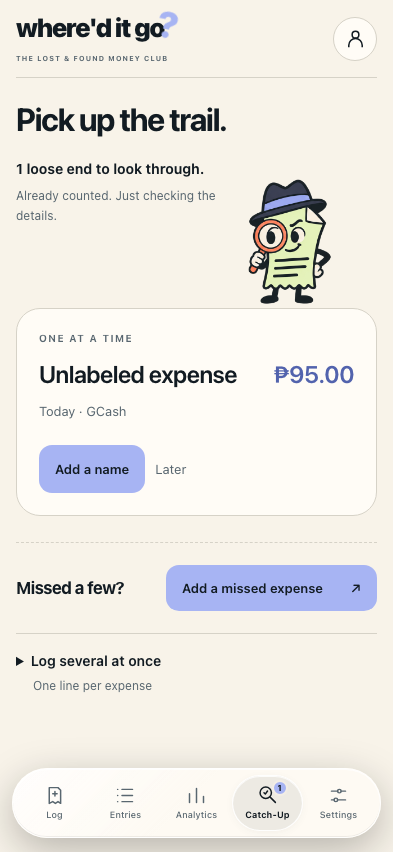 where'd it go?
THE LOST & FOUND MONEY CLUB
Pick up the trail.
1 loose end to look through.
Already counted. Just checking the
details.
ONE AT A TIME
Unlabeled expense
₱95.00
Today · GCash
Add a name
Later
Missed a few?
Add a missed expense
Log several at once
One line per expense
1
Log
Entries
Analytics
Catch-Up
Settings